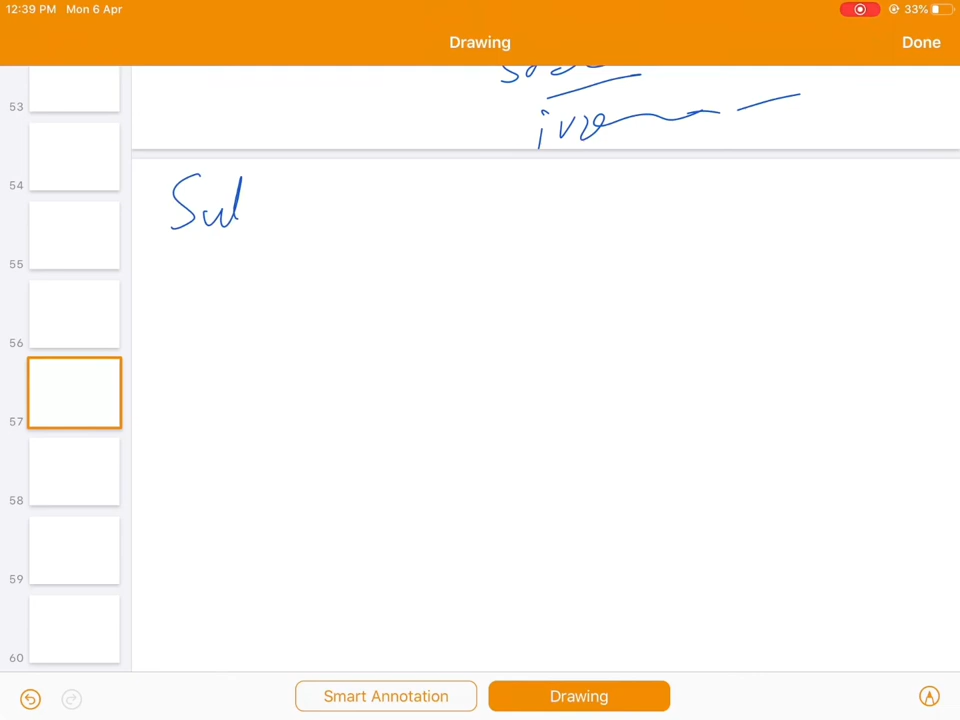 12:39 PM Mon 6 Apr
33%
Drawing
Done
53
54
55
56
57
58
59
60
Sul
Smart Annotation
Drawing